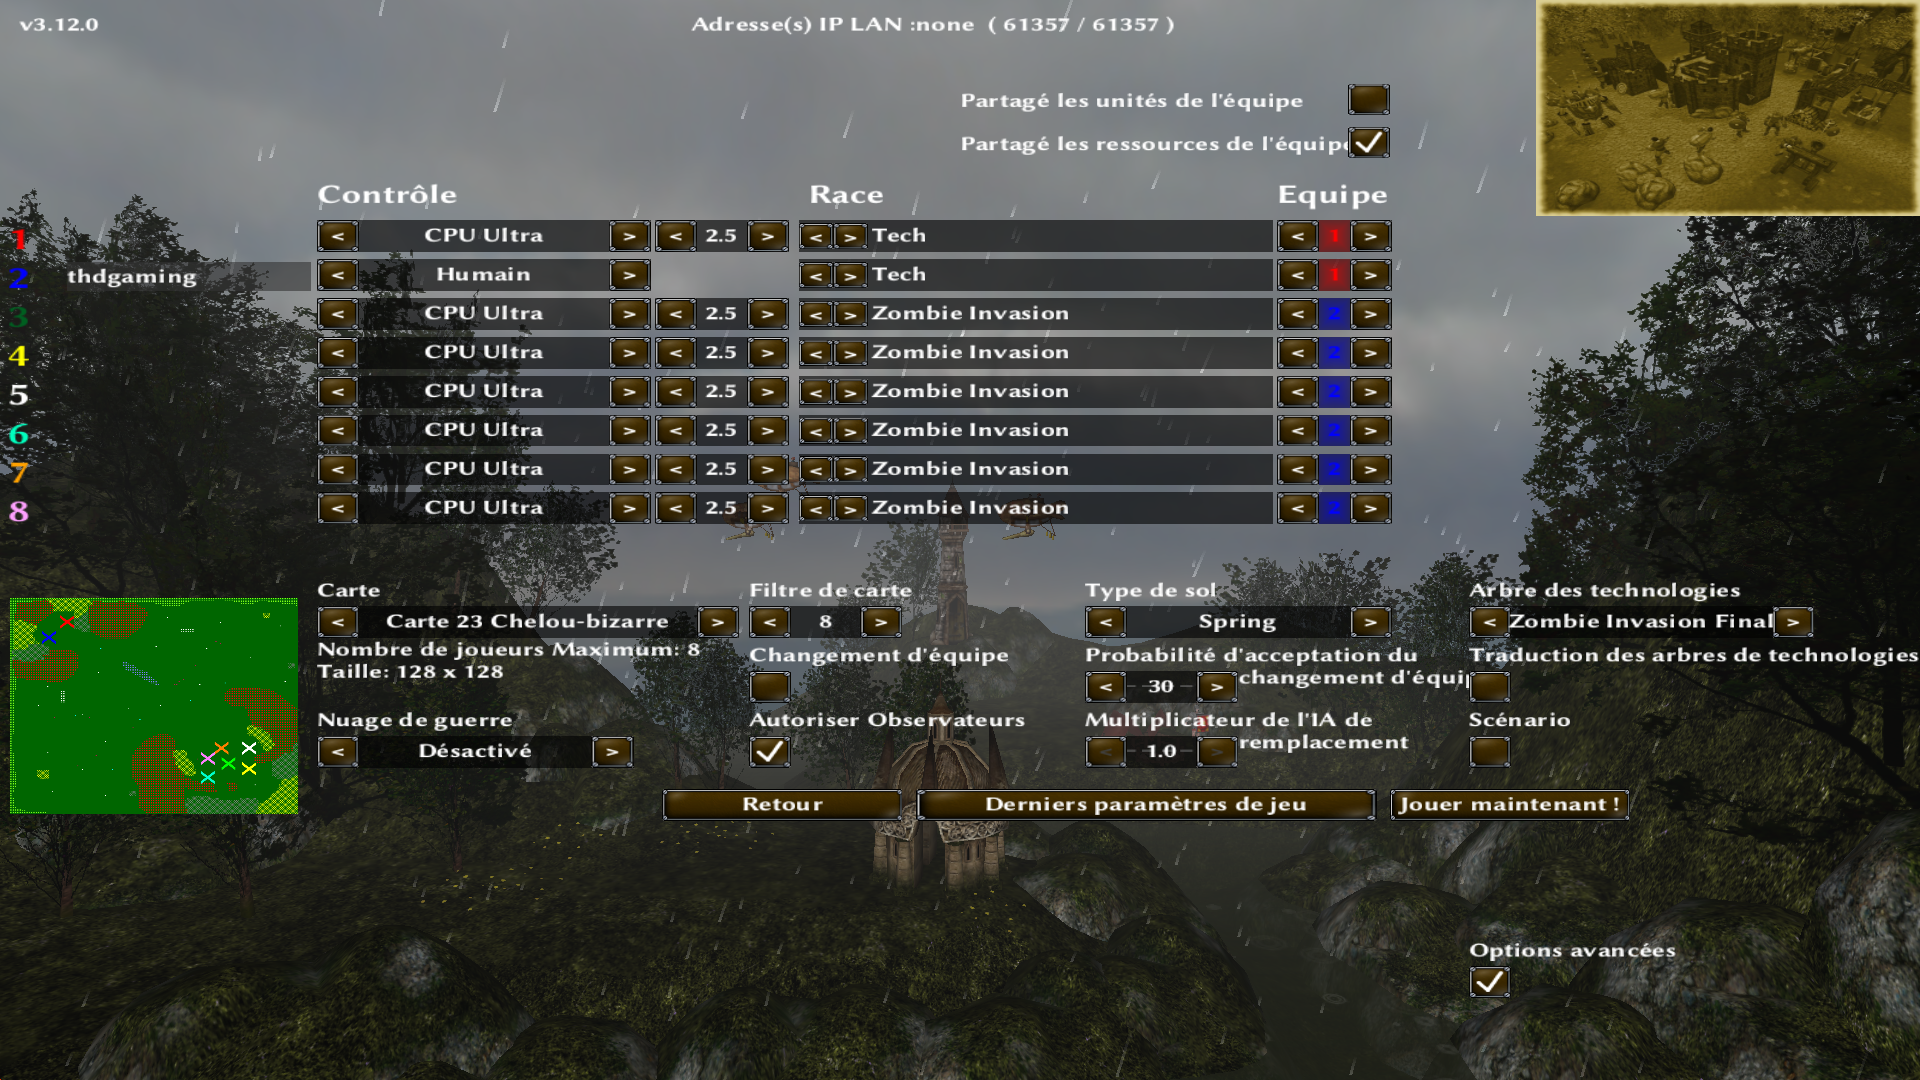 v3.12.0
Adresse(s) IP LAN :none ( 61357 / 61357 )
Partagé les unités de l'équipe
Partagé les ressources de l'équipe
Contrôle Race Equipe
1 < CPU Ultra > < 2.5 > < > Tech < 1 >
2 thdgaming < Humain > < > Tech < 1 >
3 < CPU Ultra > < 2.5 > < > Zombie Invasion < 2 >
4 < CPU Ultra > < 2.5 > < > Zombie Invasion < 2 >
5 < CPU Ultra > < 2.5 > < > Zombie Invasion < 2 >
6 < CPU Ultra > < 2.5 > < > Zombie Invasion < 2 >
7 < CPU Ultra > < 2.5 > < > Zombie Invasion < 2 >
8 < CPU Ultra > < 2.5 > < > Zombie Invasion < 2 >
Carte Filtre de carte Type de sol Arbre des technologies
< Carte 23 Chelou-bizarre > < 8 > < Spring > < Zombie Invasion Final >
Nombre de joueurs Maximum: 8
Taille: 128 x 128
Changement d'équipe
Probabilité d'acceptation du
changement d'équip
< 30 >
Traduction des arbres de technologies
Nuage de guerre
< Désactivé >
Autoriser Observateurs
Multiplicateur de l'IA de
remplacement
< 1.0 >
Scénario
Retour Derniers paramètres de jeu Jouer maintenant !
Options avancées